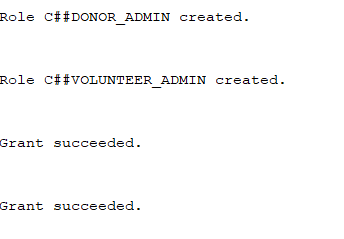 Role C##DONOR_ADMIN created.
Role C##VOLUNTEER_ADMIN created.
Grant succeeded.
Grant succeeded.